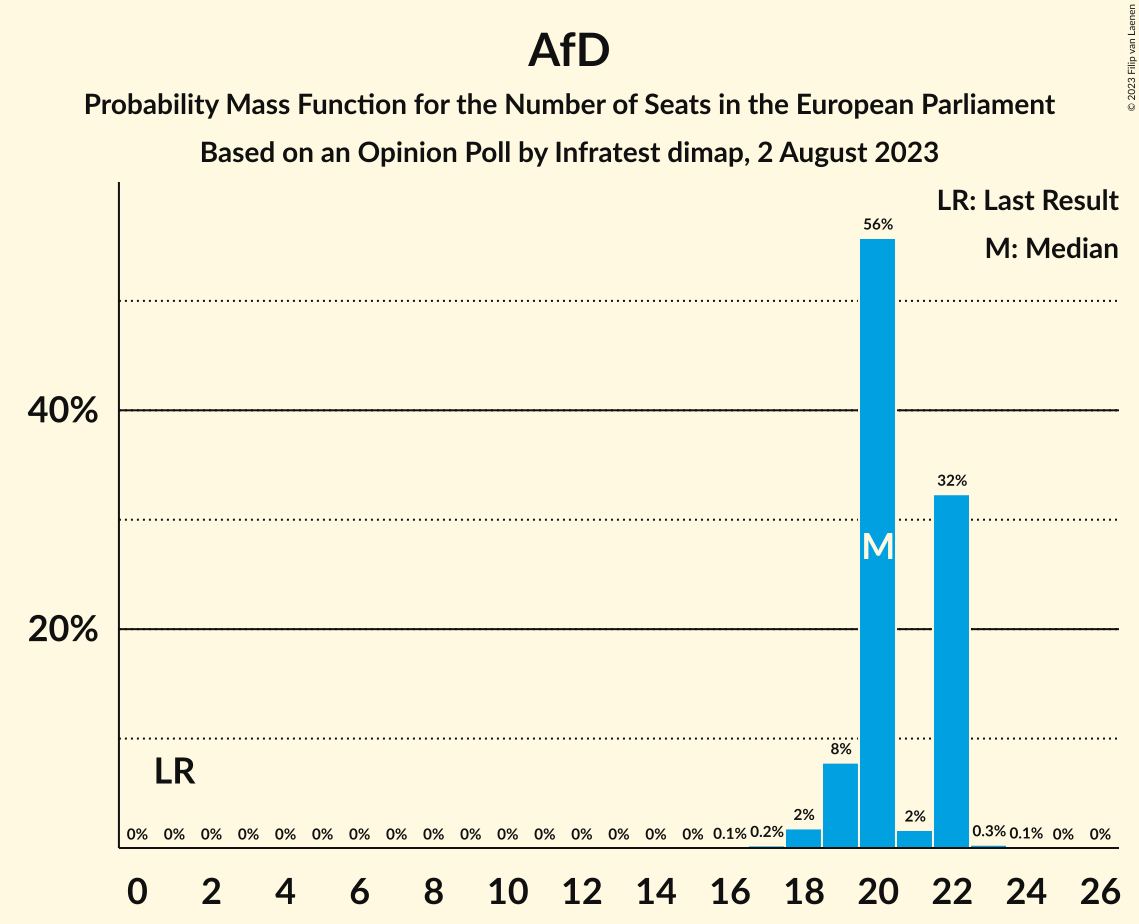 AfD
Probability Mass Function for the Number of Seats in the European Parliament
Based on an Opinion Poll by Infratest dimap, 2 August 2023
© 2023 Filip van Laenen
LR: Last Result
M: Median
56%
40%
32%
M
20%
8%
LR
0% 0% 0% 0% 0% 0% 0% 0% 0% 0% 0% 0% 0% 0% 0% 0% 0.1% 0.2% 2% 2% 0.3% 0.1% 0% 0%
0 2 4 6 8 10 12 14 16 18 20 22 24 26